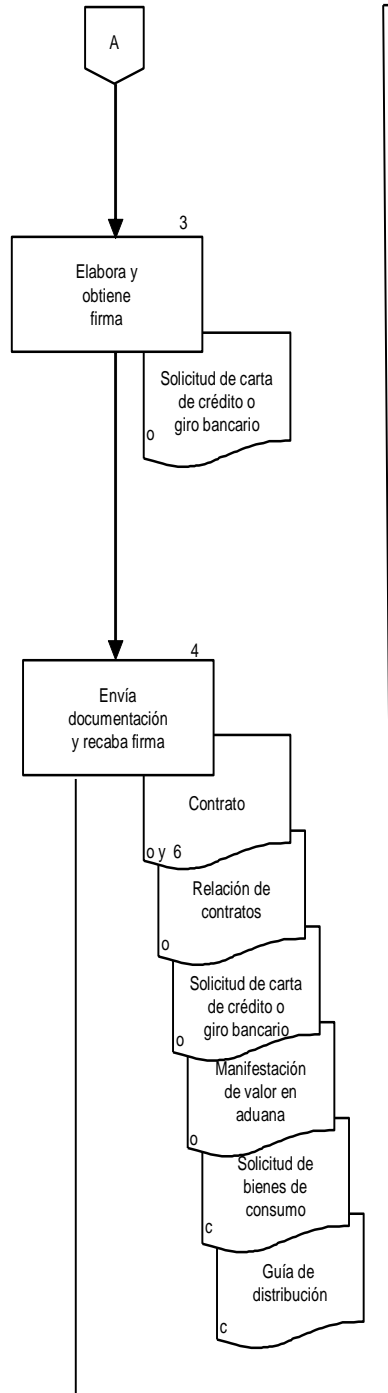 A
3
Elabora y
obtiene
firma
Solicitud de carta
de crédito o
giro bancario
o
4
Envía
documentación
y recaba firma
Contrato
o y 6
Relación de
contratos
o
Solicitud de carta
de crédito o
giro bancario
o
Manifestación
de valor en
aduana
o
Solicitud de
bienes de
consumo
c
Guía de
distribución
c